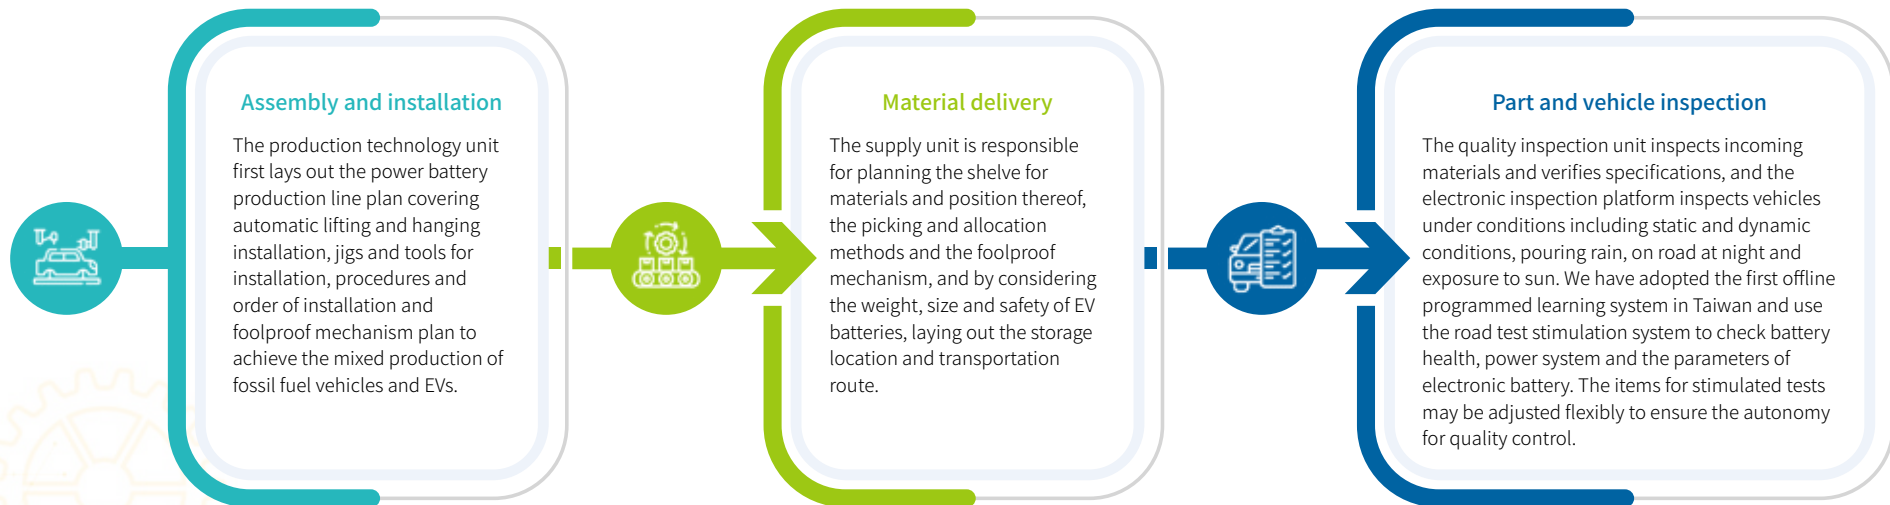 Assembly and installation
The production technology unit
first lays out the power battery
production line plan covering
automatic lifting and hanging
installation, jigs and tools for
installation, procedures and
order of installation and
foolproof mechanism plan to
achieve the mixed production of
fossil fuel vehicles and EVs.
Material delivery
The supply unit is responsible
for planning the shelve for
materials and position thereof,
the picking and allocation
methods and the foolproof
mechanism, and by considering
the weight, size and safety of EV
batteries, laying out the storage
location and transportation
route.
Part and vehicle inspection
The quality inspection unit inspects incoming
materials and verifies specifications, and the
electronic inspection platform inspects vehicles
under conditions including static and dynamic
conditions, pouring rain, on road at night and
exposure to sun. We have adopted the first offline
programmed learning system in Taiwan and use
the road test stimulation system to check battery
health, power system and the parameters of
electronic battery. The items for stimulated tests
may be adjusted flexibly to ensure the autonomy
for quality control.